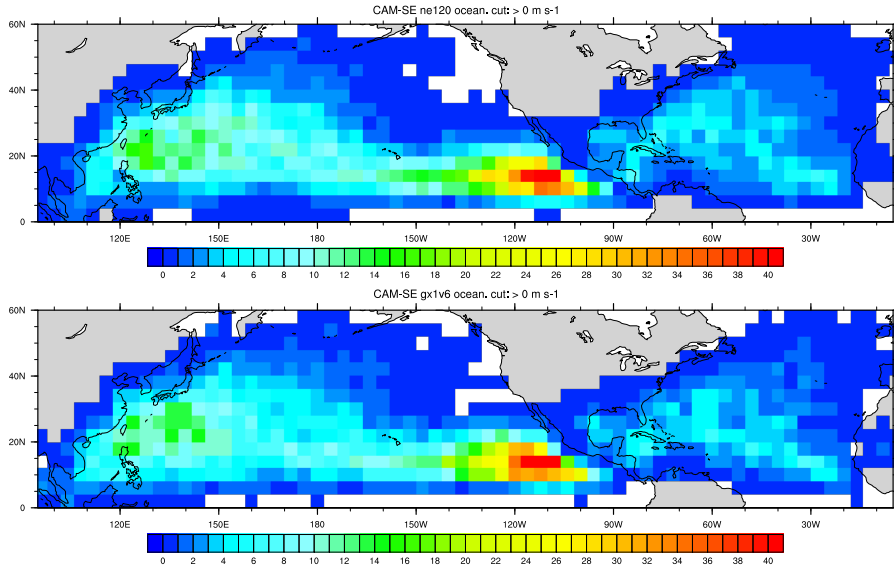 CAM-SE ne120 ocean. cut: > 0 m s-1
60N
40N
20N
0
120E 150E 180 150W 120W 90W 60W 30W
0 2 4 6 8 10 12 14 16 18 20 22 24 26 28 30 32 34 36 38 40
CAM-SE gx1v6 ocean. cut: > 0 m s-1
60N
40N
20N
0
120E 150E 180 150W 120W 90W 60W 30W
0 2 4 6 8 10 12 14 16 18 20 22 24 26 28 30 32 34 36 38 40